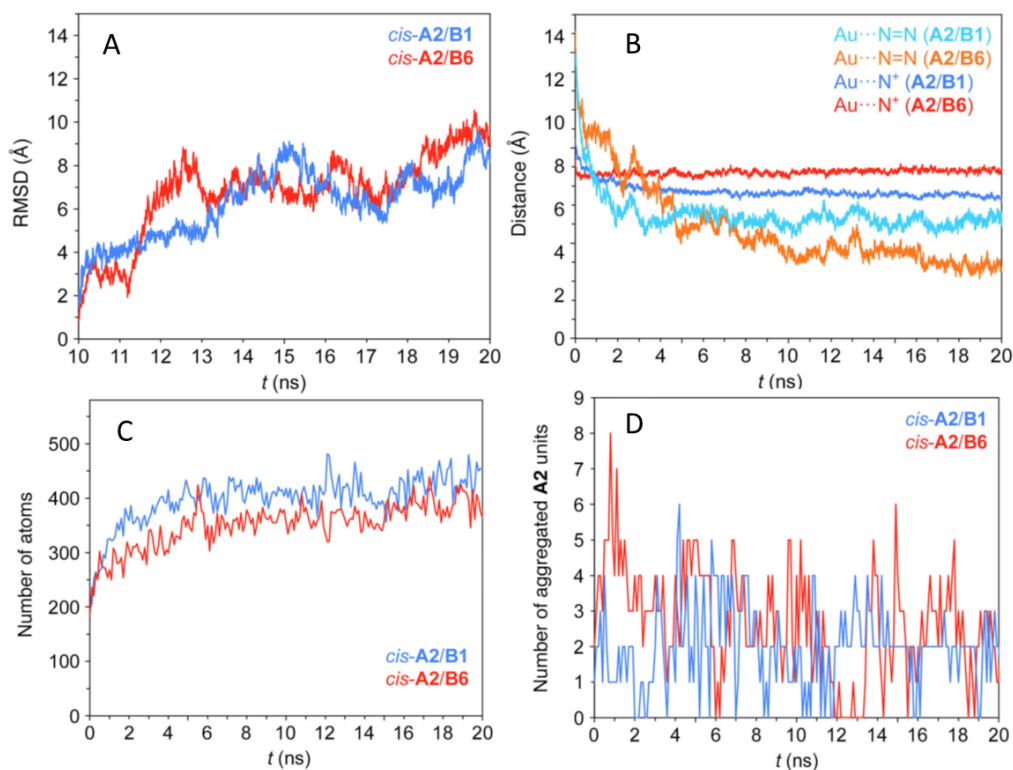 A
cis-A2/B1
cis-A2/B6
RMSD (Å)
14
12
10
8
6
4
2
0
10 11 12 13 14 15 16 17 18 19 20
t (ns)
B
Au···N=N (A2/B1)
Au···N=N (A2/B6)
Au···N⁺ (A2/B1)
Au···N⁺ (A2/B6)
Distance (Å)
14
12
10
8
6
4
2
0
0 2 4 6 8 10 12 14 16 18 20
t (ns)
C
Number of atoms
500
400
300
200
100
0
cis-A2/B1
cis-A2/B6
0 2 4 6 8 10 12 14 16 18 20
t (ns)
D
cis-A2/B1
cis-A2/B6
Number of aggregated A2 units
9
8
7
6
5
4
3
2
1
0
0 2 4 6 8 10 12 14 16 18 20
t (ns)